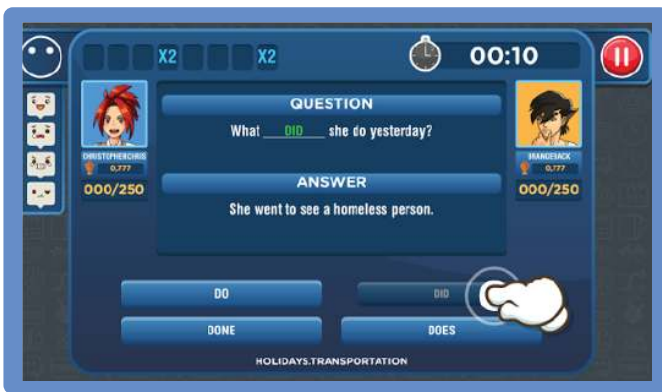 X2
X2
00:10
QUESTION
What DID she do yesterday?
CHRISTOPHERCHRIS
0,777
000/250
ANSWER
She went to see a homeless person.
BRANDEBACK
0,777
000/250
DO
DID
DONE
DOES
HOLIDAYS.TRANSPORTATION